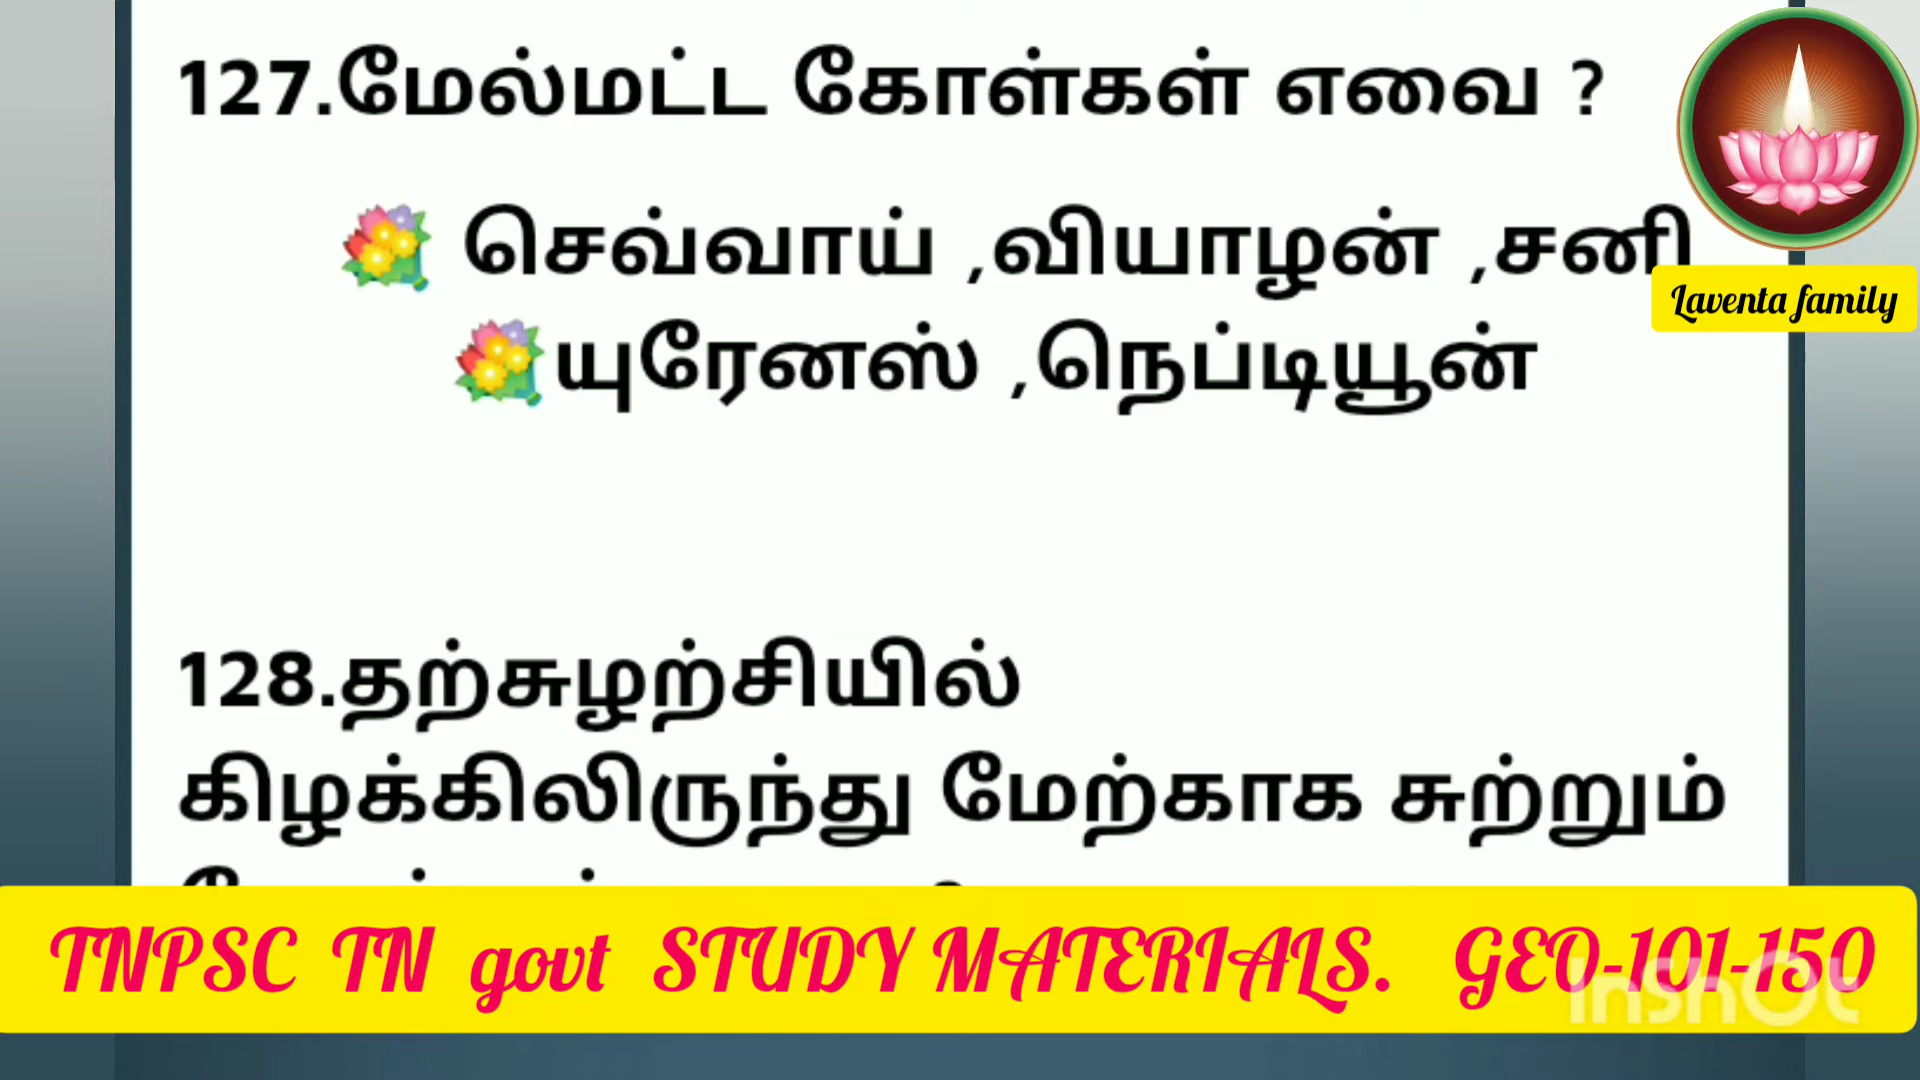 127.மேல்மட்ட கோள்கள் எவை ?
செவ்வாய் ,வியாழன் ,சனி
Laventa family
யுரேனஸ் ,நெப்டியூன்
128.தற்சுழற்சியில்
கிழக்கிலிருந்து மேற்காக சுற்றும்
TNPSC TN govt STUDY MATERIALS. GEO-101-150
InShOt